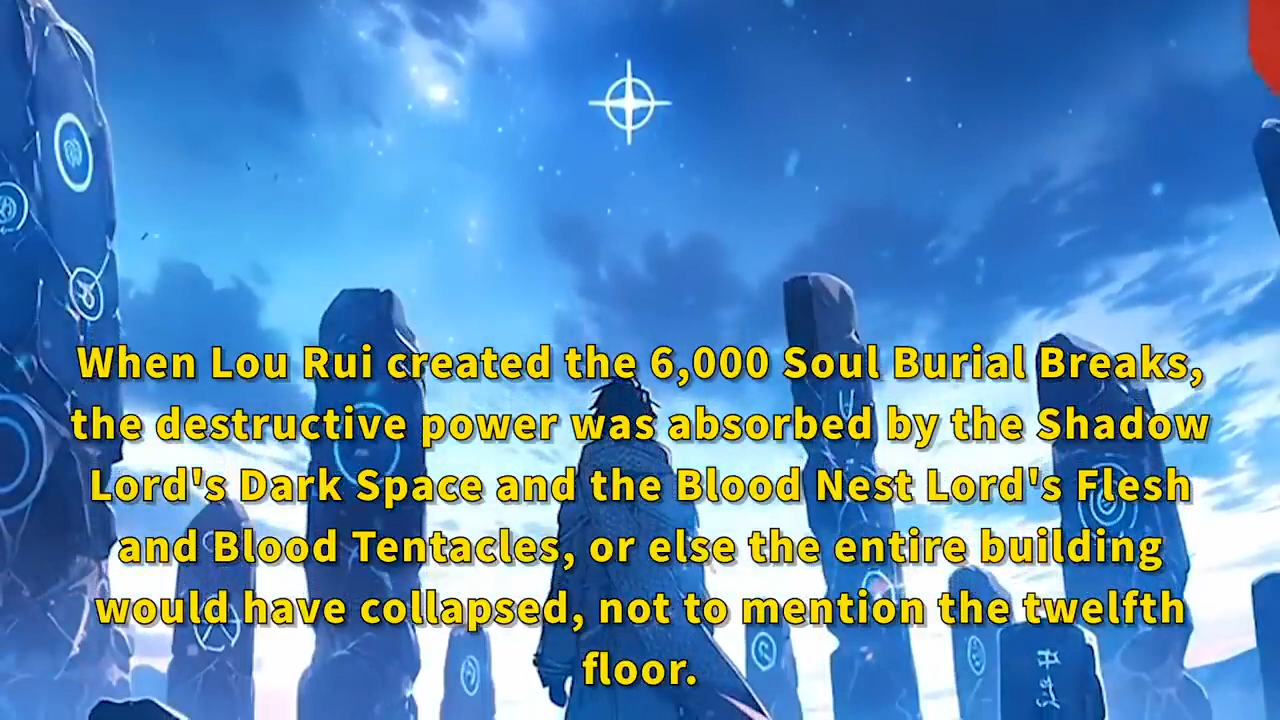 When Lou Rui created the 6,000 Soul Burial Breaks,
the destructive power was absorbed by the Shadow
Lord's Dark Space and the Blood Nest Lord's Flesh
and Blood Tentacles, or else the entire building
would have collapsed, not to mention the twelfth
floor.